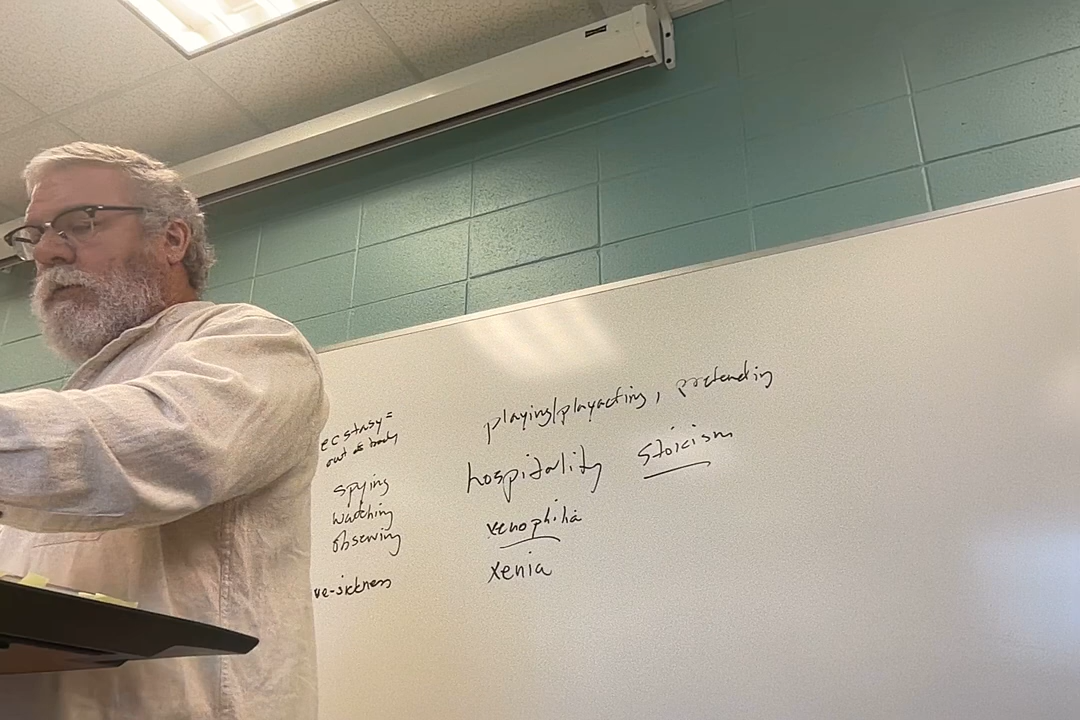 ecstasy =
out of body
spying
watching
observing
ve-sickness
playing/playacting, pretending
hospitality stoicism
xenophilia
xenia